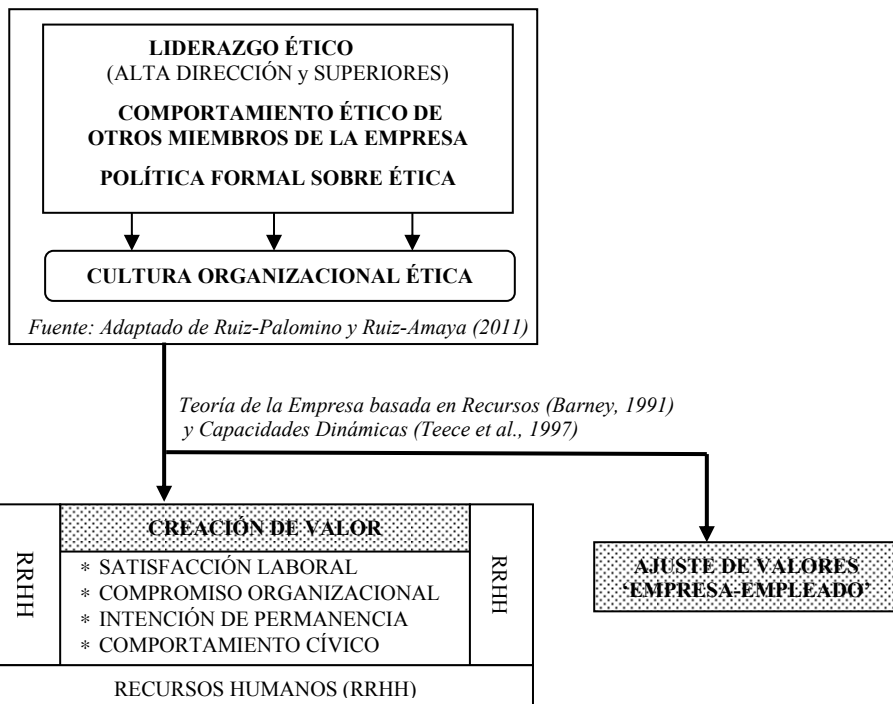 LIDERAZGO ÉTICO
(ALTA DIRECCIÓN y SUPERIORES)
COMPORTAMIENTO ÉTICO DE
OTROS MIEMBROS DE LA EMPRESA
POLÍTICA FORMAL SOBRE ÉTICA
CULTURA ORGANIZACIONAL ÉTICA
Fuente: Adaptado de Ruiz-Palomino y Ruiz-Amaya (2011)
Teoría de la Empresa basada en Recursos (Barney, 1991)
y Capacidades Dinámicas (Teece et al., 1997)
RRHH
CREACIÓN DE VALOR
* SATISFACCIÓN LABORAL
* COMPROMISO ORGANIZACIONAL
* INTENCIÓN DE PERMANENCIA
* COMPORTAMIENTO CÍVICO
RRHH
RECURSOS HUMANOS (RRHH)
AJUSTE DE VALORES
‘EMPRESA-EMPLEADO’